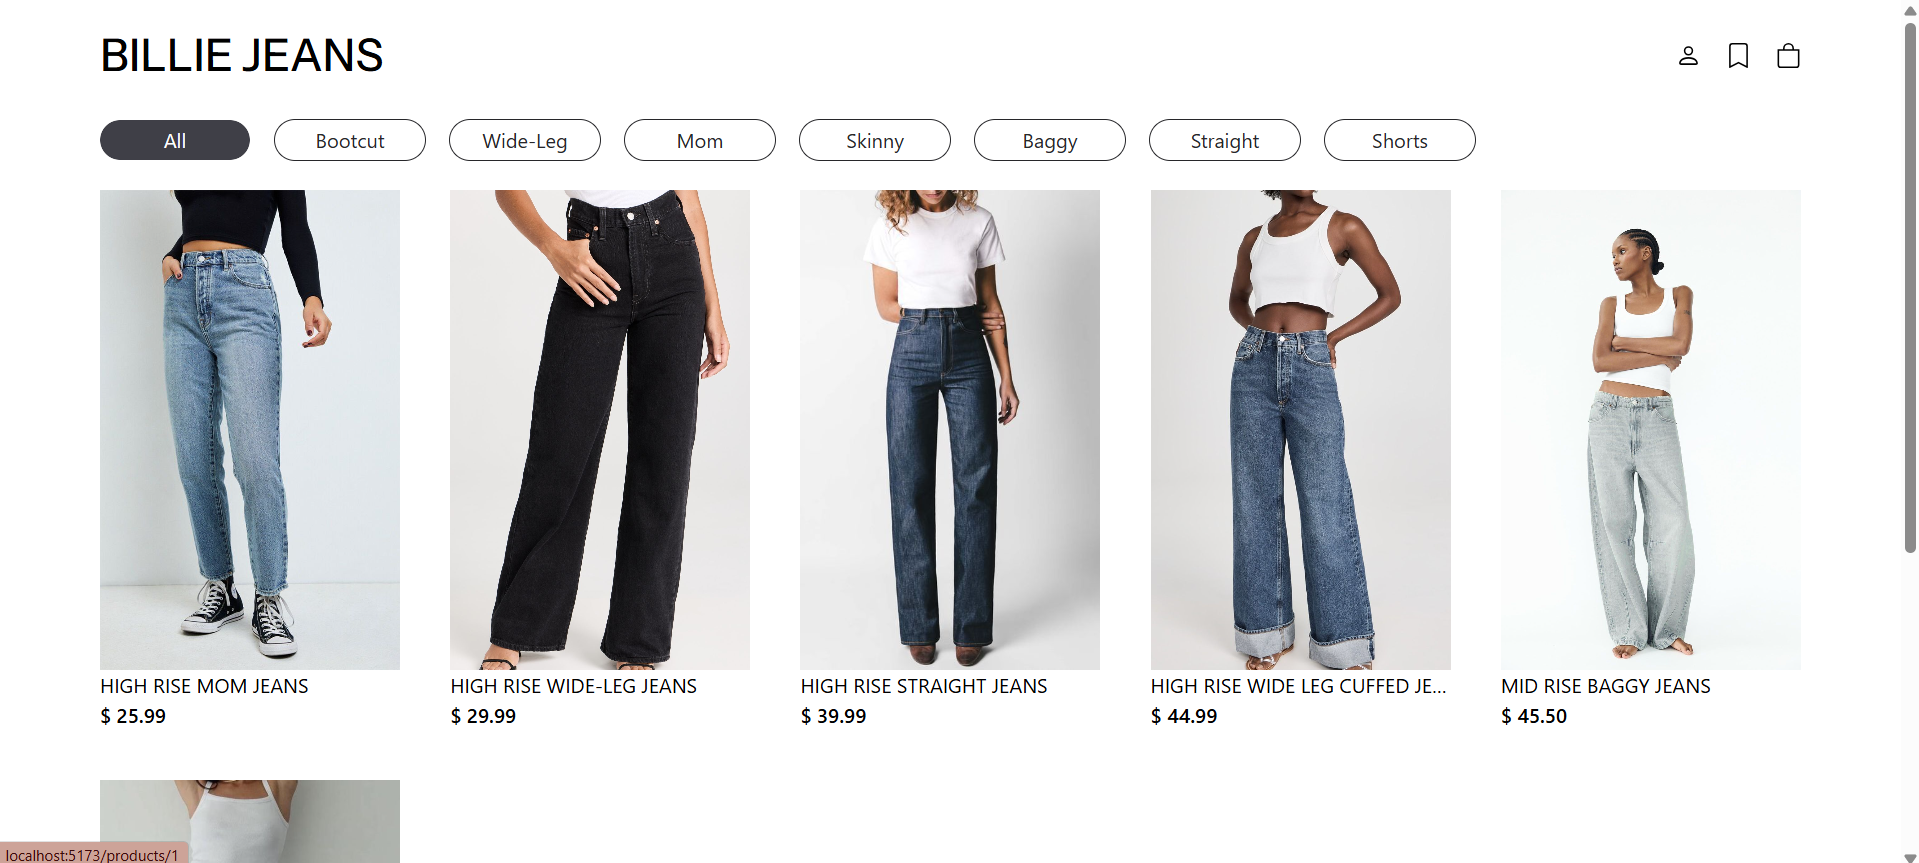 BILLIE JEANS
All
Bootcut
Wide-Leg
Mom
Skinny
Baggy
Straight
Shorts
HIGH RISE MOM JEANS
$ 25.99
HIGH RISE WIDE-LEG JEANS
$ 29.99
HIGH RISE STRAIGHT JEANS
$ 39.99
HIGH RISE WIDE LEG CUFFED JE...
$ 44.99
MID RISE BAGGY JEANS
$ 45.50
localhost:5173/products/1